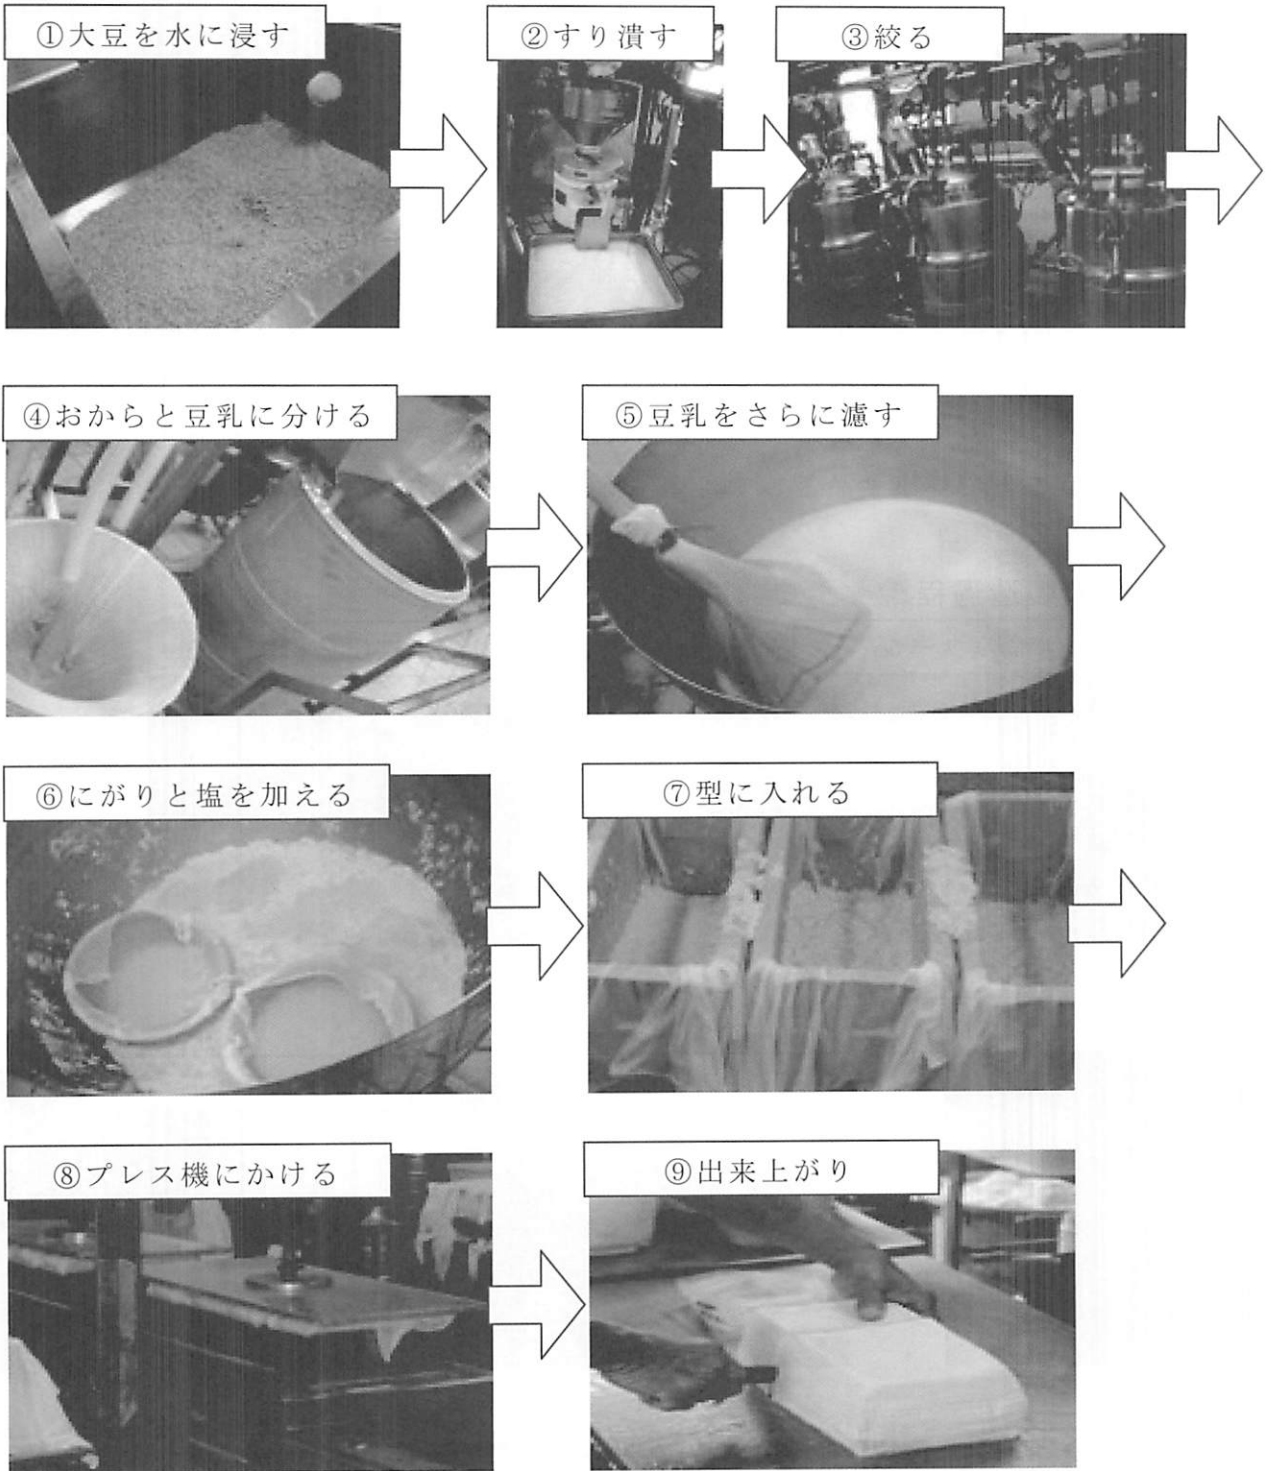 ①大豆を水に浸す
②すり潰す
③絞る
④おからと豆乳に分ける
⑤豆乳をさらに濾す
⑥にがりと塩を加える
⑦型に入れる
⑧プレス機にかける
⑨出来上がり